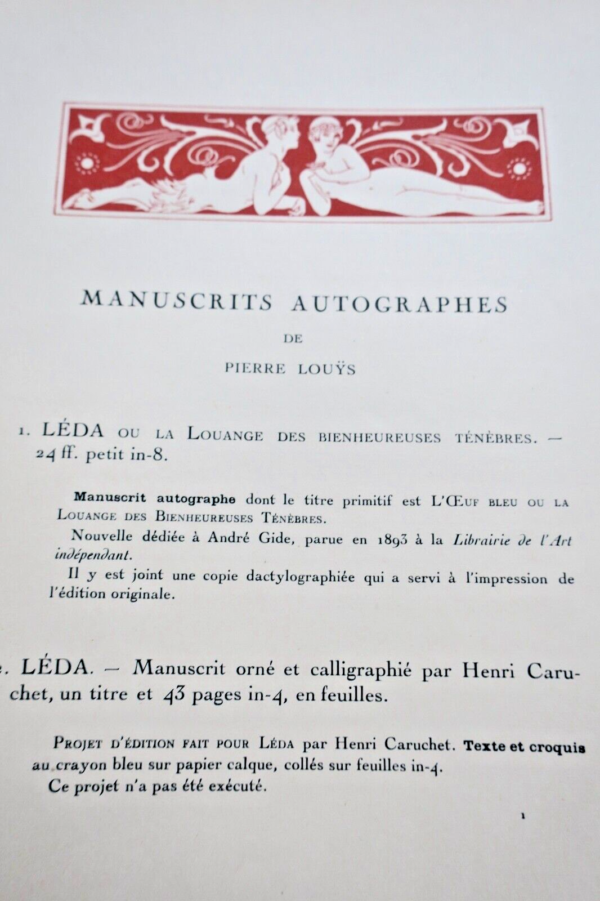 MANUSCRITS AUTOGRAPHES
DE
PIERRE LOUŸS
1. LÉDA OU LA LOUANGE DES BIENHEUREUSES TÉNÈBRES. —
24 ff. petit in-8.
Manuscrit autographe dont le titre primitif est L'ŒUF BLEU OU LA
LOUANGE DES BIENHEUREUSES TÉNÈBRES.
Nouvelle dédiée à André Gide, parue en 1893 à la Librairie de l'Art
indépendant.
Il y est joint une copie dactylographiée qui a servi à l'impression de
l'édition originale.
. LÉDA. — Manuscrit orné et calligraphié par Henri Caru-
chet, un titre et 43 pages in-4, en feuilles.
PROJET D'ÉDITION FAIT POUR LÉDA par Henri Caruchet. Texte et croquis
au crayon bleu sur papier calque, collés sur feuilles in-4.
Ce projet n'a pas été exécuté.
1